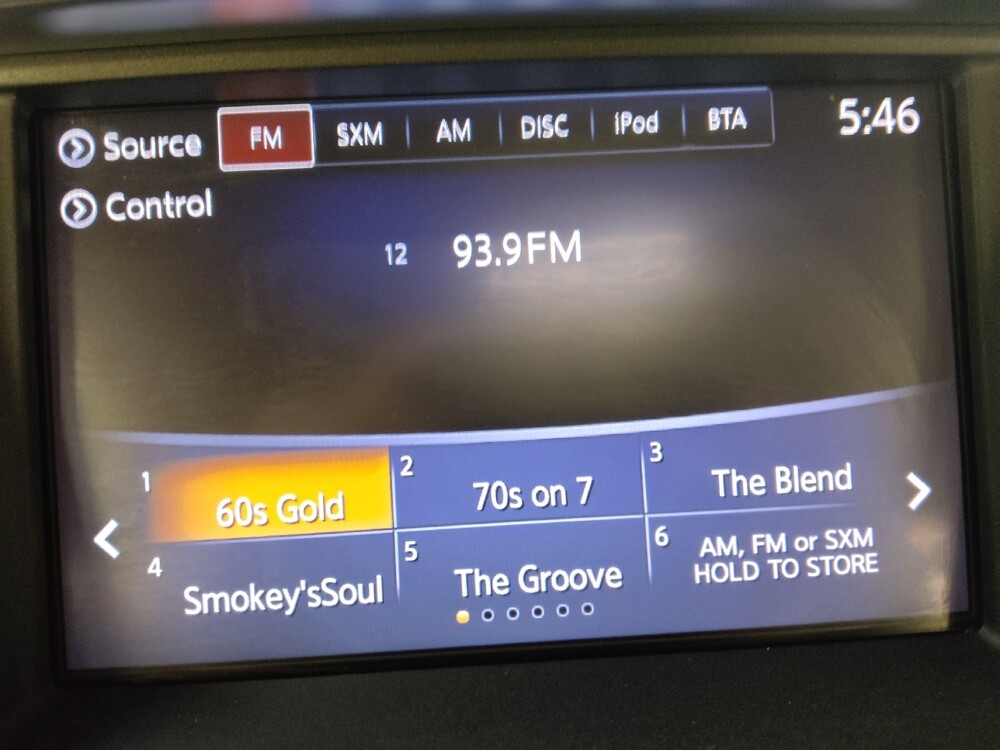 Source FM SXM AM DISC iPod BTA 5:46
Control
12 93.9FM
1 60s Gold
2 70s on 7
3 The Blend
4 Smokey'sSoul
5 The Groove
6 AM, FM or SXM
HOLD TO STORE